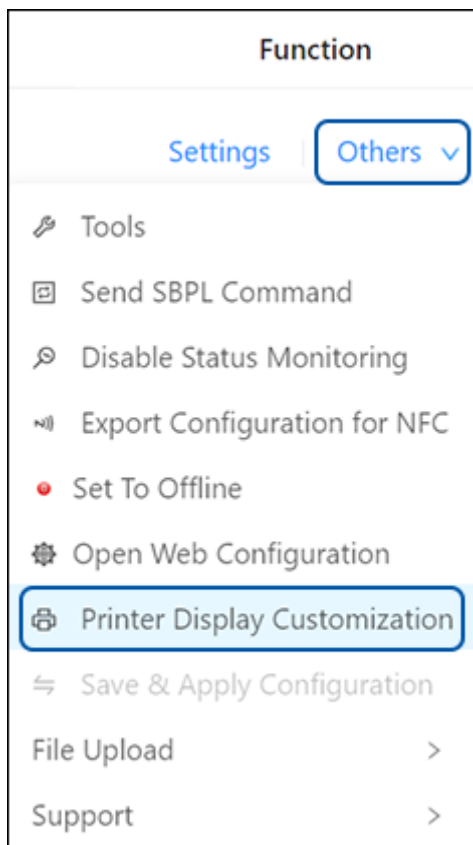 Function
Settings Others
Tools
Send SBPL Command
Disable Status Monitoring
Export Configuration for NFC
Set To Offline
Open Web Configuration
Printer Display Customization
Save & Apply Configuration
File Upload
Support